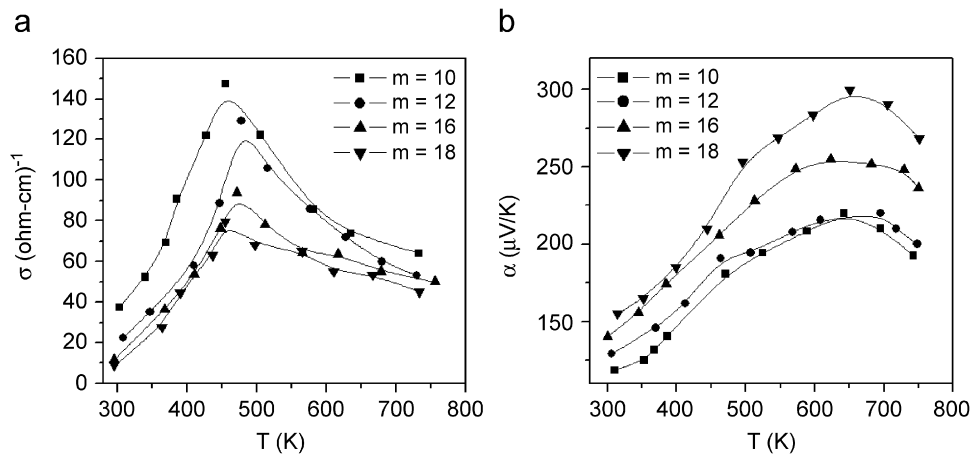 a
b
160
140
120
100
80
60
40
20
0
σ (ohm-cm)-1
300 400 500 600 700 800
T (K)
m = 10
m = 12
m = 16
m = 18
300
250
200
150
α (μV/K)
300 400 500 600 700 800
T (K)
m = 10
m = 12
m = 16
m = 18